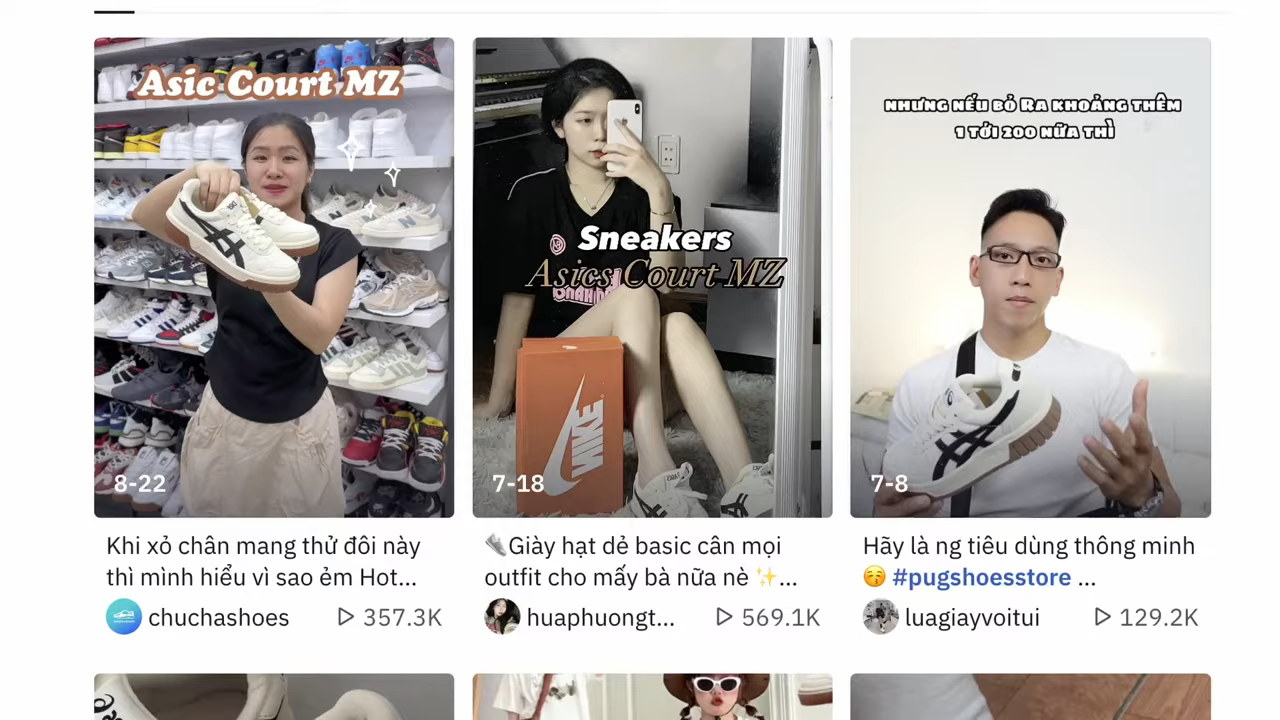 Asic Court MZ
8-22
Khi xỏ chân mang thử đôi này
thì mình hiểu vì sao ẻm Hot...
chuchashoes
357.3K
Sneakers
Asics Court MZ
NIKE
7-18
Giày hạt dẻ basic cân mọi
outfit cho mấy bà nữa nè ✨...
huaphuongt...
569.1K
NHƯNG NẾU BỎ RA KHOẢNG THÊM
1 TỚI 200 NỮA THÌ
7-8
Hãy là ng tiêu dùng thông minh
😚 #pugshoesstore ...
luagiayvoitui
129.2K